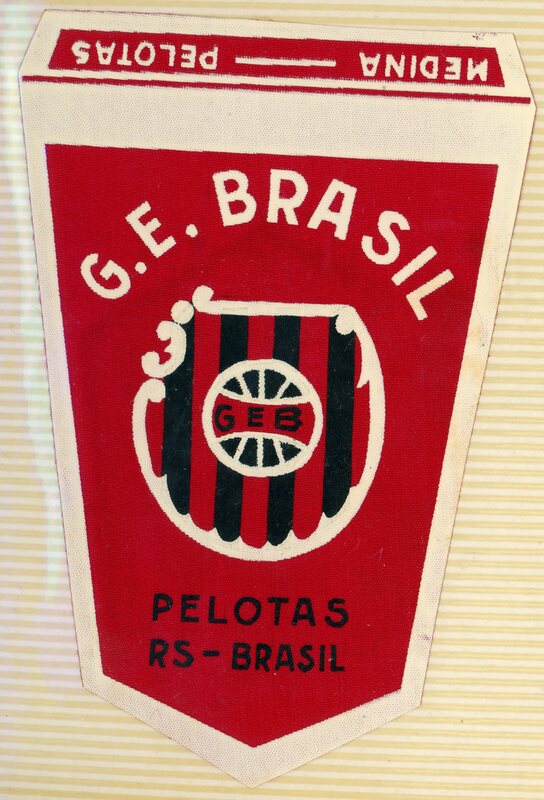 MEDINA — PELOTAS
G.E. BRASIL
GEB
PELOTAS
RS - BRASIL